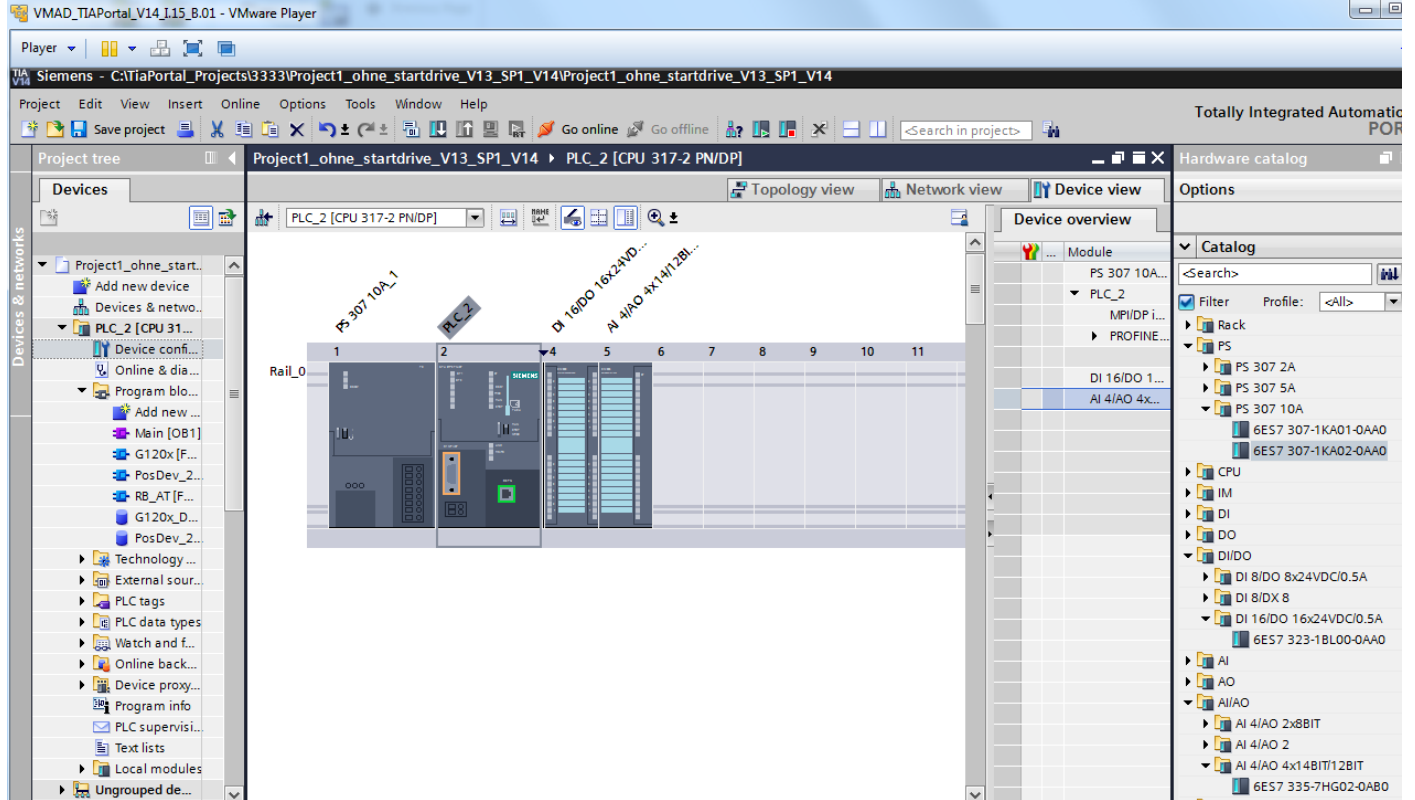 VMAD_TIAPortal_V14_I.15_B.01 - VMware Player
Player
Siemens - C:\TiaPortal_Projects\3333\Project1_ohne_startdrive_V13_SP1_V14\Project1_ohne_startdrive_V13_SP1_V14
Project Edit View Insert Online Options Tools Window Help
Totally Integrated Automatic
POR
Save project Go online Go offline <Search in project>
Project tree
Project1_ohne_startdrive_V13_SP1_V14 PLC_2 [CPU 317-2 PN/DP]
Hardware catalog
Devices
Topology view Network view Device view
Options
PLC_2 [CPU 317-2 PN/DP]
Device overview
Devices & networks
Project1_ohne_start..
Add new device
Devices & netwo..
PLC_2 [CPU 31...
Device confi...
Online & dia...
Program blo...
Add new ...
Main [OB1]
G120x [F...
PosDev_2...
RB_AT [F...
G120x_D...
PosDev_2...
Technology ...
External sour...
PLC tags
PLC data types
Watch and f...
Online back...
Device proxy...
Program info
PLC supervisi...
Text lists
Local modules
Ungrouped de...
PS 307 10A_1
PLC_2
DI 16/DO 16x24VD...
AI 4/AO 4x14/12BI...
1 2 4 5 6 7 8 9 10 11
Rail_0
SIEMENS
... Module
PS 307 10A...
PLC_2
MPI/DP i...
PROFINE...
DI 16/DO 1...
AI 4/AO 4x...
Catalog
<Search>
Filter Profile: <All>
Rack
PS
PS 307 2A
PS 307 5A
PS 307 10A
6ES7 307-1KA01-0AA0
6ES7 307-1KA02-0AA0
CPU
IM
DI
DO
DI/DO
DI 8/DO 8x24VDC/0.5A
DI 8/DX 8
DI 16/DO 16x24VDC/0.5A
6ES7 323-1BL00-0AA0
AI
AO
AI/AO
AI 4/AO 2x8BIT
AI 4/AO 2
AI 4/AO 4x14BIT/12BIT
6ES7 335-7HG02-0AB0